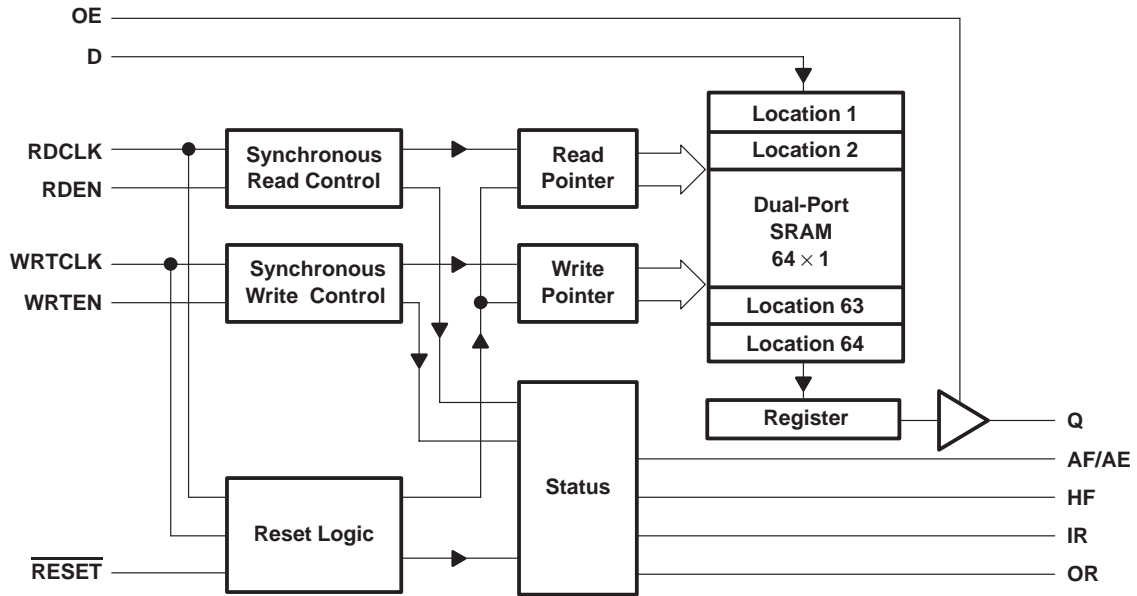 OE
D
RDCLK
RDEN
WRTCLK
WRTEN
RESET
Synchronous
Read Control
Synchronous
Write Control
Reset Logic
Read
Pointer
Write
Pointer
Status
Location 1
Location 2
Dual-Port
SRAM
64 × 1
Location 63
Location 64
Register
Q
AF/AE
HF
IR
OR